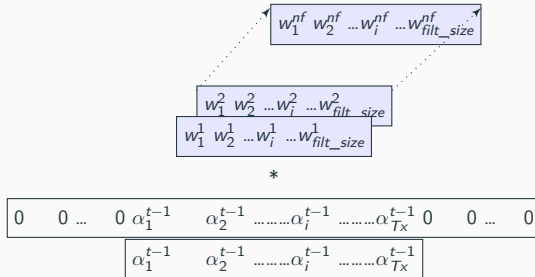 w_1^{nf} w_2^{nf} ...w_i^{nf} ...w_{filt_size}^{nf}
w_1^2 w_2^2 ...w_i^2 ...w_{filt_size}^2
w_1^1 w_2^1 ...w_i^1 ...w_{filt_size}^1
*
0 0 ... 0 α_1^{t−1} α_2^{t−1} ........α_i^{t−1} ........α_{Tx}^{t−1} 0 0 ... 0
α_1^{t−1} α_2^{t−1} ........α_i^{t−1} ........α_{Tx}^{t−1}